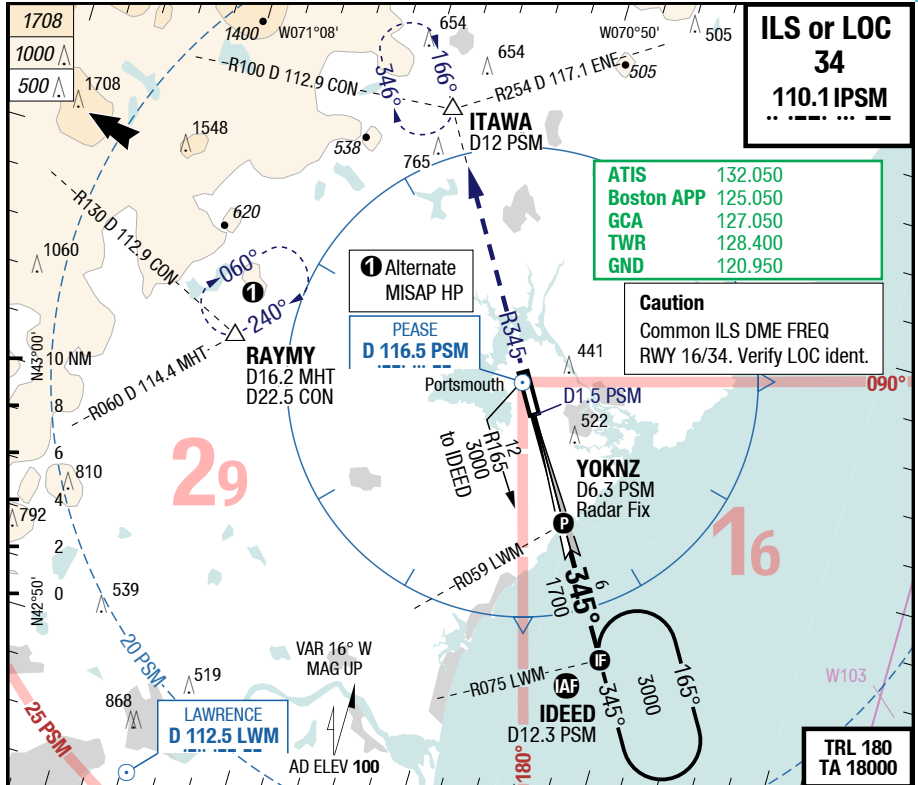 1708
1000
500
1400
W071°08'
654
654
W070°50'
505
505
ILS or LOC
34
110.1 IPSM
R100 D 112.9 CON
346°
166°
R254 D 117.1 ENE
ITAWA
D12 PSM
1708
1548
538
765
ATIS 132.050
Boston APP 125.050
GCA 127.050
TWR 128.400
GND 120.950
R130 D 112.9 CON
620
1060
060°
1
240°
1 Alternate
MISAP HP
R345
Caution
Common ILS DME FREQ
RWY 16/34. Verify LOC ident.
PEASE
D 116.5 PSM
RAYMY
D16.2 MHT
D22.5 CON
R060 D 114.4 MHT
N43°00'
10 NM
8
6
4
2
0
N42°50'
Portsmouth
441
090°
D1.5 PSM
522
12
R165
3000
to IDEED
YOKNZ
D6.3 PSM
Radar Fix
P
29
16
810
792
539
R059 LWM
345°
6
1700
20 PSM
VAR 16° W
MAG UP
519
868
R075 LWM
IF
IAF
IDEED
D12.3 PSM
345°
3000
165°
W103
25 PSM
LAWRENCE
D 112.5 LWM
AD ELEV 100
180°
TRL 180
TA 18000